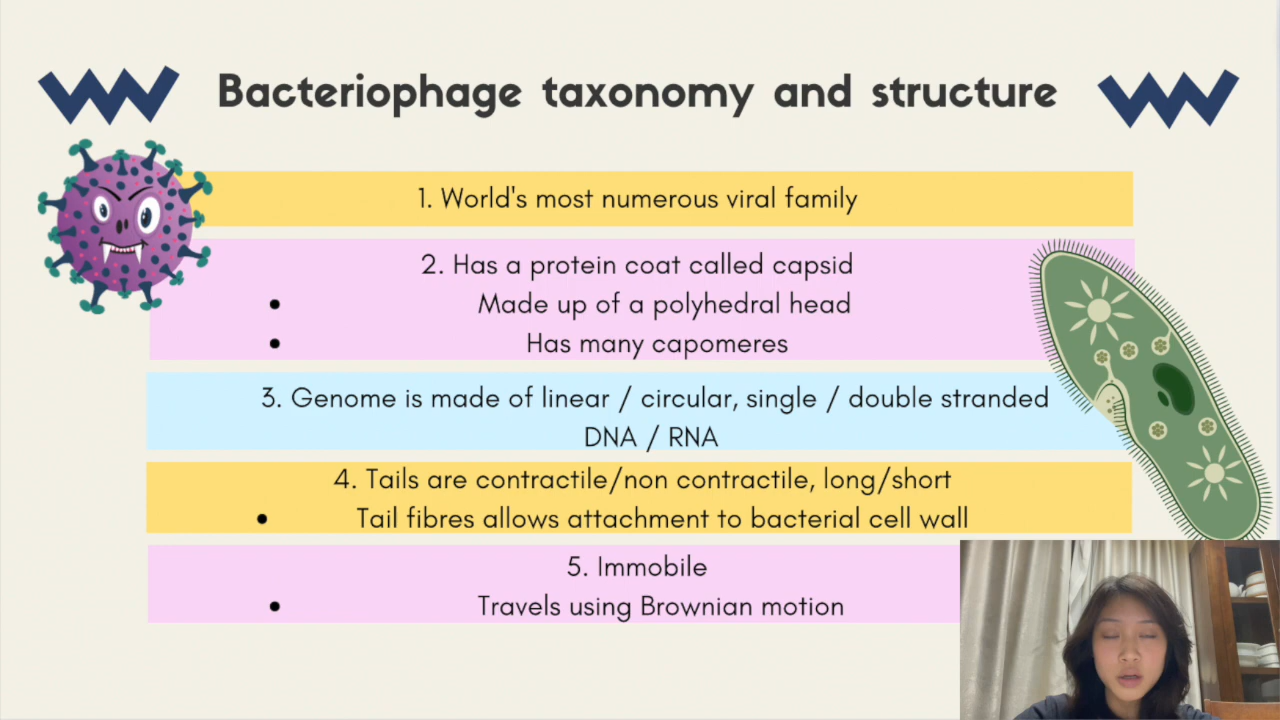 Bacteriophage taxonomy and structure
1. World's most numerous viral family
2. Has a protein coat called capsid
• Made up of a polyhedral head
• Has many capomeres
3. Genome is made of linear / circular, single / double stranded
DNA / RNA
4. Tails are contractile/non contractile, long/short
• Tail fibres allows attachment to bacterial cell wall
5. Immobile
• Travels using Brownian motion